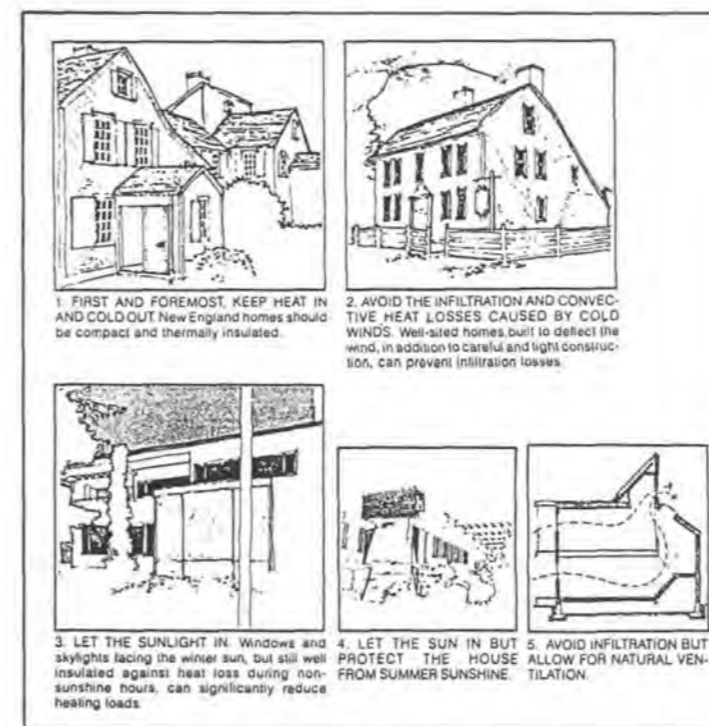 1. FIRST AND FOREMOST, KEEP HEAT IN
AND COLD OUT. New England homes should
be compact and thermally insulated.
2. AVOID THE INFILTRATION AND CONVEC-
TIVE HEAT LOSSES CAUSED BY COLD
WINDS. Well-sited homes, built to deflect the
wind, in addition to careful and tight construc-
tion, can prevent infiltration losses.
3. LET THE SUNLIGHT IN. Windows and
skylights facing the winter sun, but still well
insulated against heat loss during non-
sunshine hours, can significantly reduce
heating loads.
4. LET THE SUN IN BUT
PROTECT THE HOUSE
FROM SUMMER SUNSHINE.
5. AVOID INFILTRATION BUT
ALLOW FOR NATURAL VEN-
TILATION.